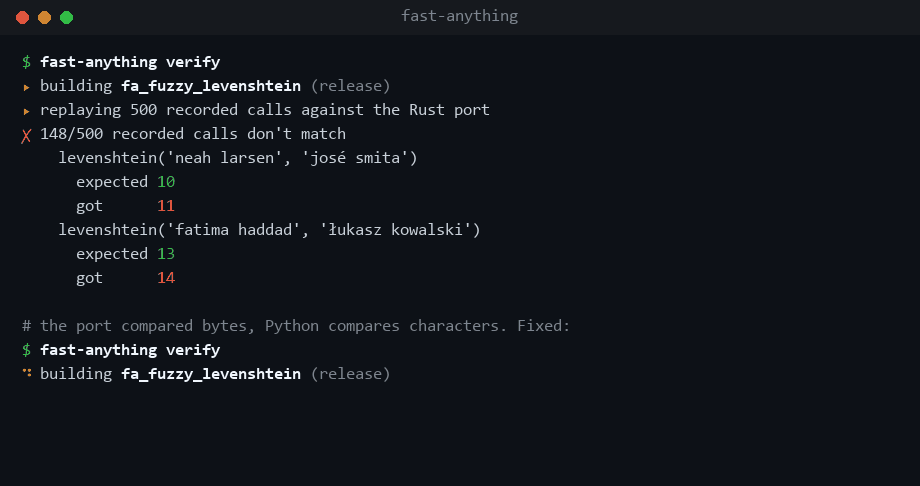 fast-anything
$ fast-anything verify
▸ building fa_fuzzy_levenshtein (release)
▸ replaying 500 recorded calls against the Rust port
✗ 148/500 recorded calls don't match
levenshtein('neah larsen', 'josé smita')
expected 10
got 11
levenshtein('fatima haddad', 'łukasz kowalski')
expected 13
got 14
# the port compared bytes, Python compares characters. Fixed:
$ fast-anything verify
building fa_fuzzy_levenshtein (release)